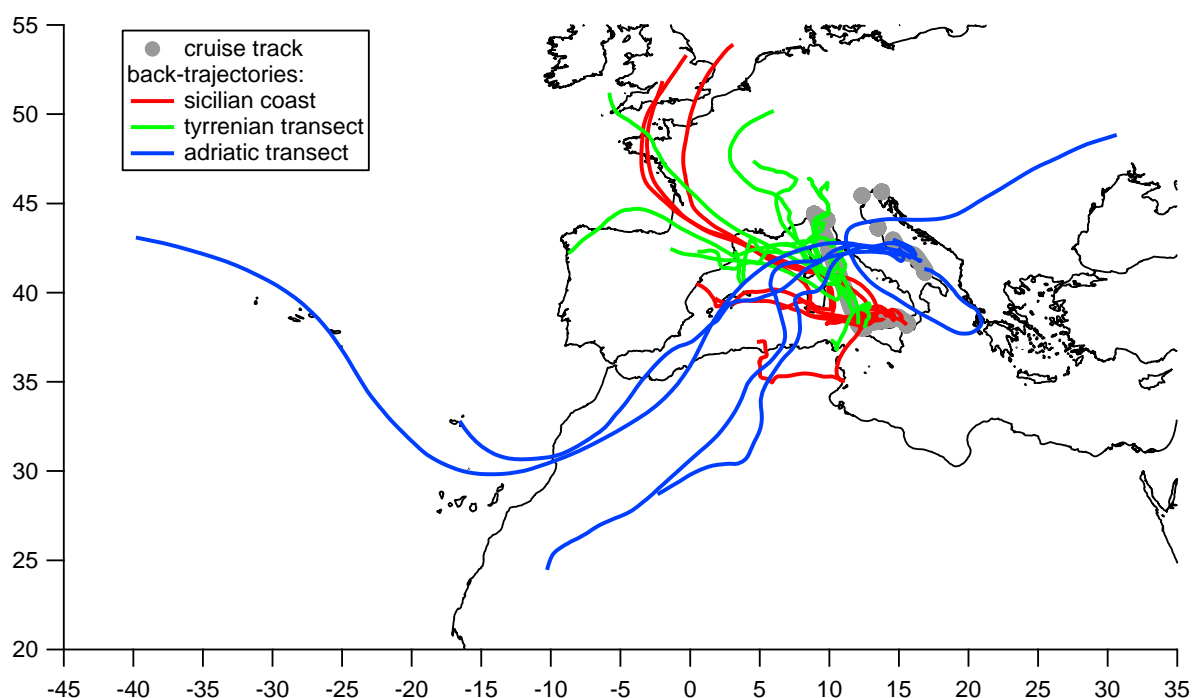 55
50
45
40
35
30
25
20
cruise track
back-trajectories:
sicilian coast
tyrrenian transect
adriatic transect
-45 -40 -35 -30 -25 -20 -15 -10 -5 0 5 10 15 20 25 30 35